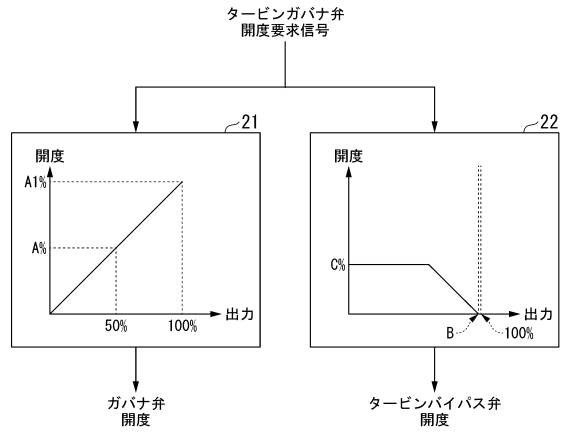 タービンガバナ弁
開度要求信号
21
開度
A1%
A%
50%
100%
出力
22
開度
C%
出力
B
100%
ガバナ弁
開度
タービンバイパス弁
開度